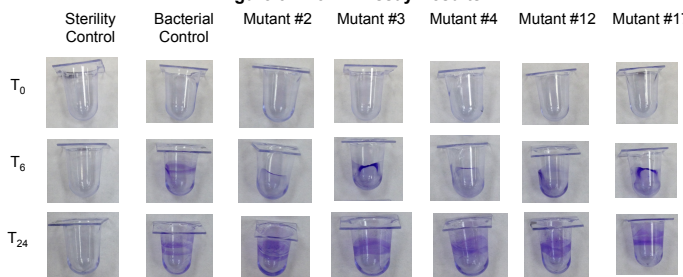 Sterility Control
Bacterial Control
Mutant #2
Mutant #3
Mutant #4
Mutant #12
T0
T6
T24